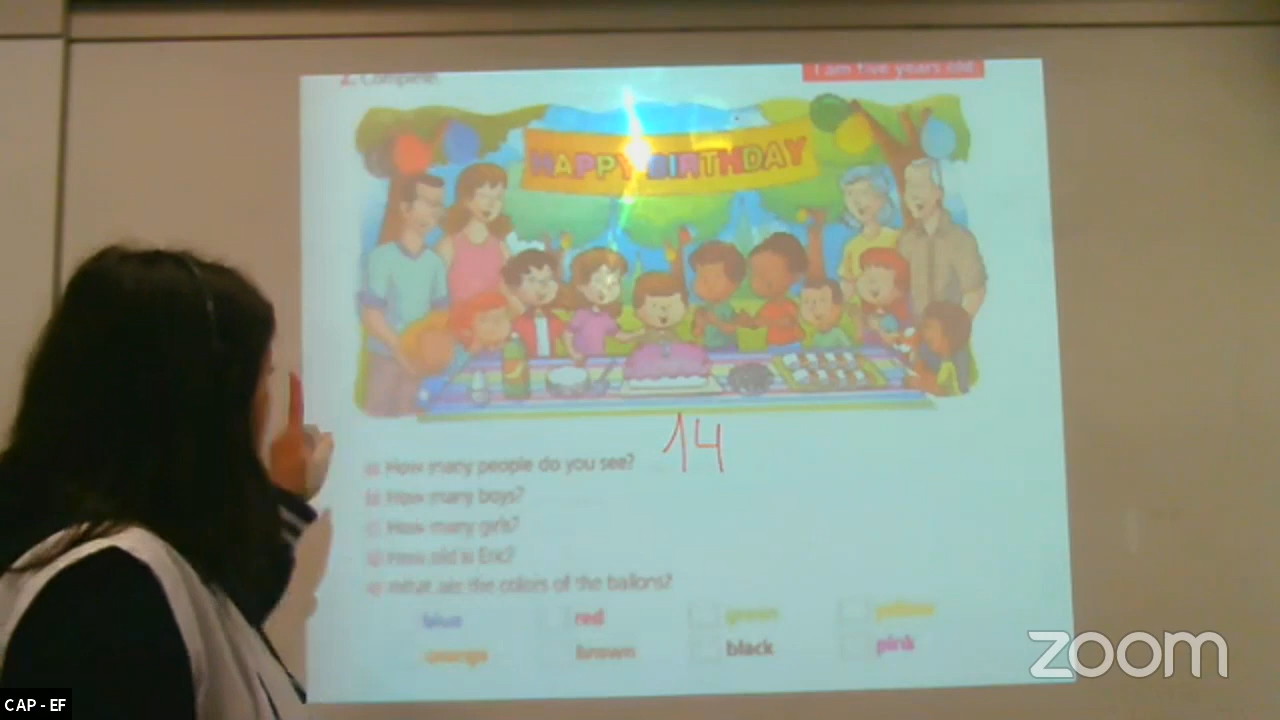 2. Complete.
I am five years old
HAPPY BIRTHDAY
14
a) How many people do you see?
b) How many boys?
c) How many girls?
d) How old is Eric?
e) What are the colors of the ballons?
blue red green yellow
orange brown black pink
zoom
CAP - EF